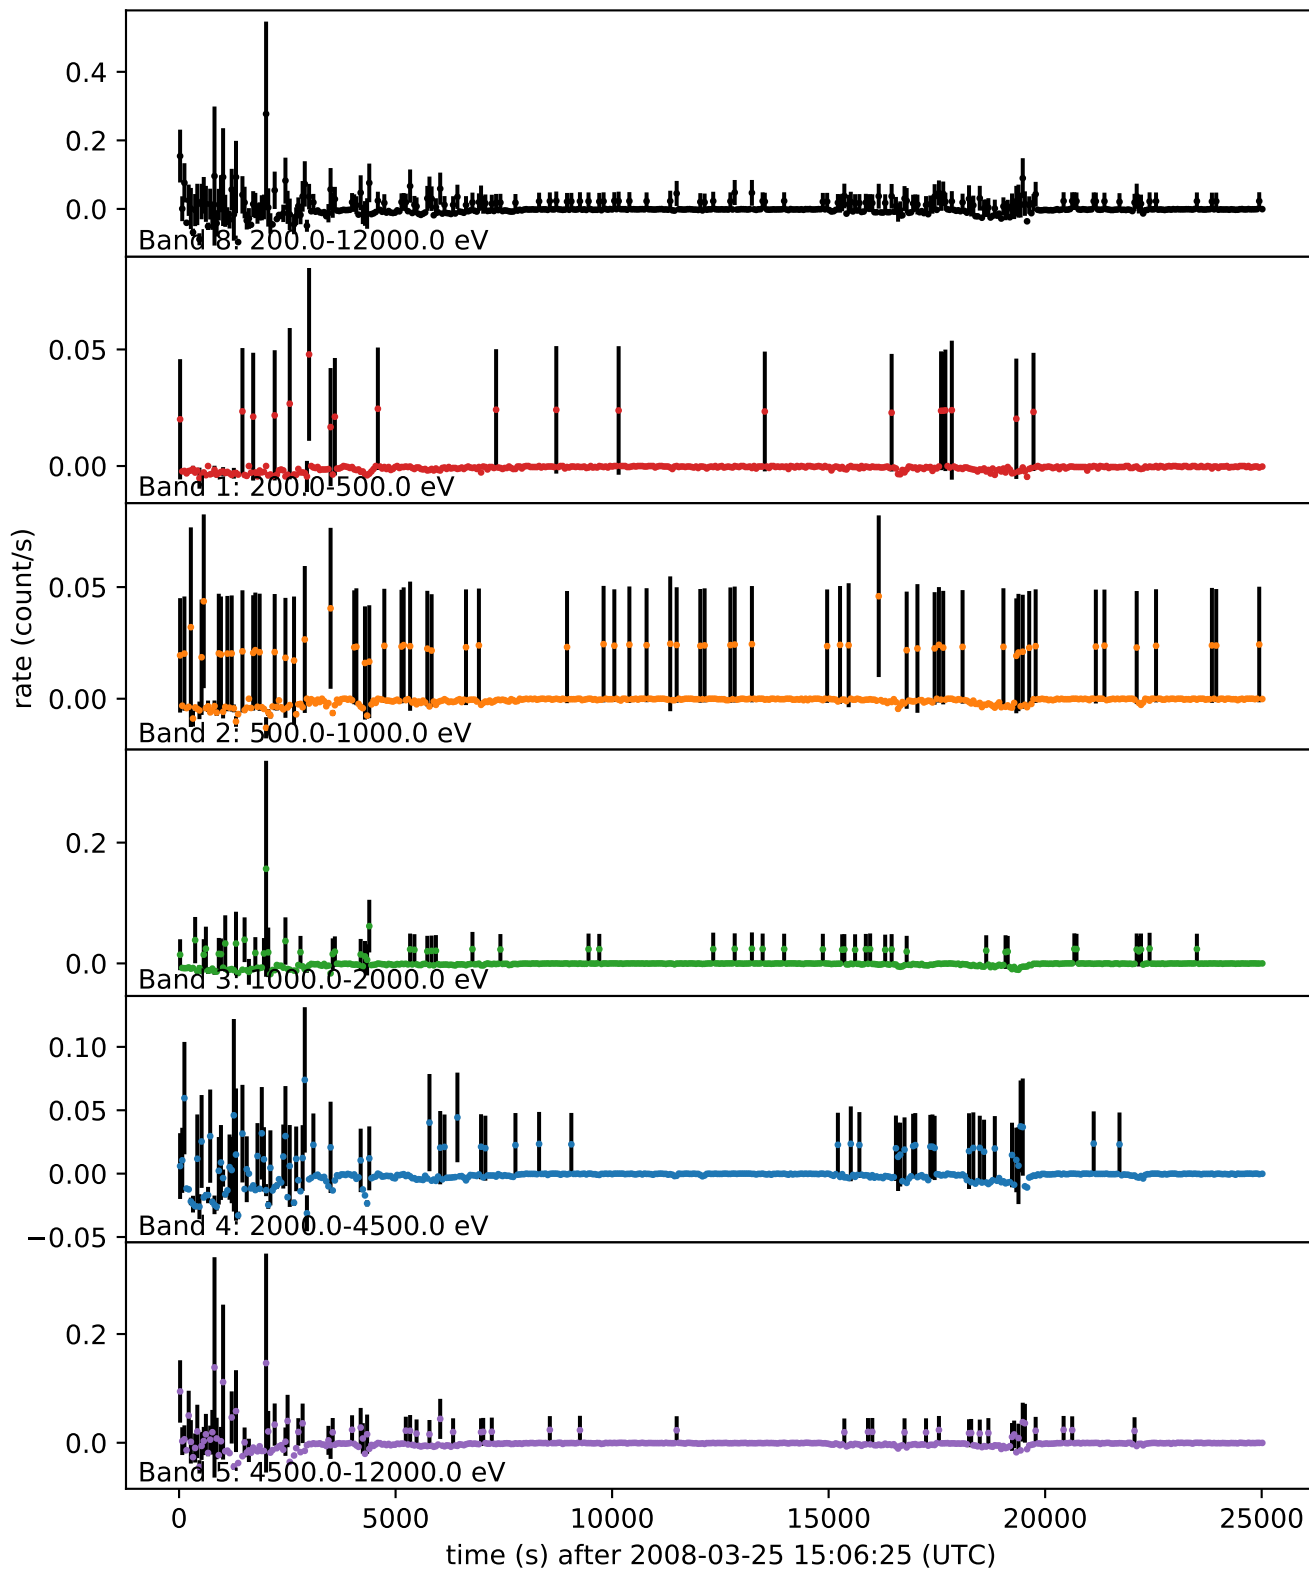 0.4
0.2
0.0
Band 8: 200.0-12000.0 eV
0.05
0.00
Band 1: 200.0-500.0 eV
rate (count/s)
0.05
0.00
Band 2: 500.0-1000.0 eV
0.2
0.0
Band 3: 1000.0-2000.0 eV
0.10
0.05
0.00
−0.05
Band 4: 2000.0-4500.0 eV
0.2
0.0
Band 5: 4500.0-12000.0 eV
0 5000 10000 15000 20000 25000
time (s) after 2008-03-25 15:06:25 (UTC)